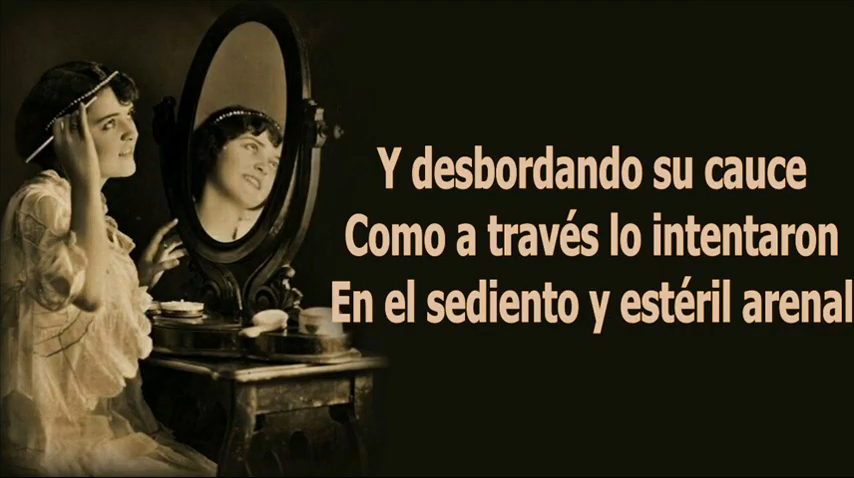 Y desbordando su cauce
Como a través lo intentaron
En el sediento y estéril arenal